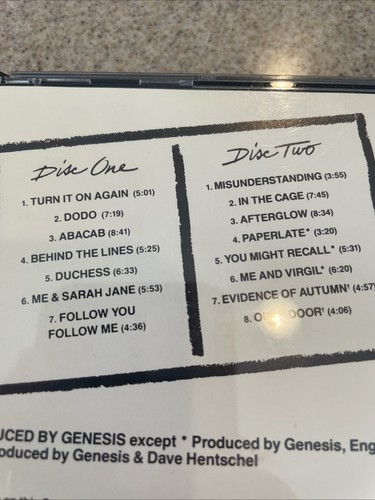 Disc One
1. TURN IT ON AGAIN (5:01)
2. DODO (7:19)
3. ABACAB (8:41)
4. BEHIND THE LINES (5:25)
5. DUCHESS (6:33)
6. ME & SARAH JANE (5:53)
7. FOLLOW YOU
FOLLOW ME (4:36)
Disc Two
1. MISUNDERSTANDING (3:55)
2. IN THE CAGE (7:45)
3. AFTERGLOW (8:34)
4. PAPERLATE* (3:20)
5. YOU MIGHT RECALL* (5:31)
6. ME AND VIRGIL* (6:20)
7. EVIDENCE OF AUTUMN† (4:57)
8. DOOR† (4:06)
UCED BY GENESIS except * Produced by Genesis, Eng
oduced by Genesis & Dave Hentschel